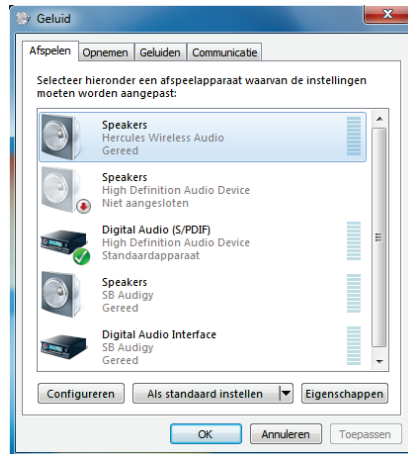 Geluid
Afspelen Opnemen Geluiden Communicatie
Selecteer hieronder een afspeelapparaat waarvan de instellingen
moeten worden aangepast:
Speakers
Hercules Wireless Audio
Gereed
Speakers
High Definition Audio Device
Niet aangesloten
Digital Audio (S/PDIF)
High Definition Audio Device
Standaardapparaat
Speakers
SB Audigy
Gereed
Digital Audio Interface
SB Audigy
Gereed
Configureren Als standaard instellen Eigenschappen
OK Annuleren Toepassen